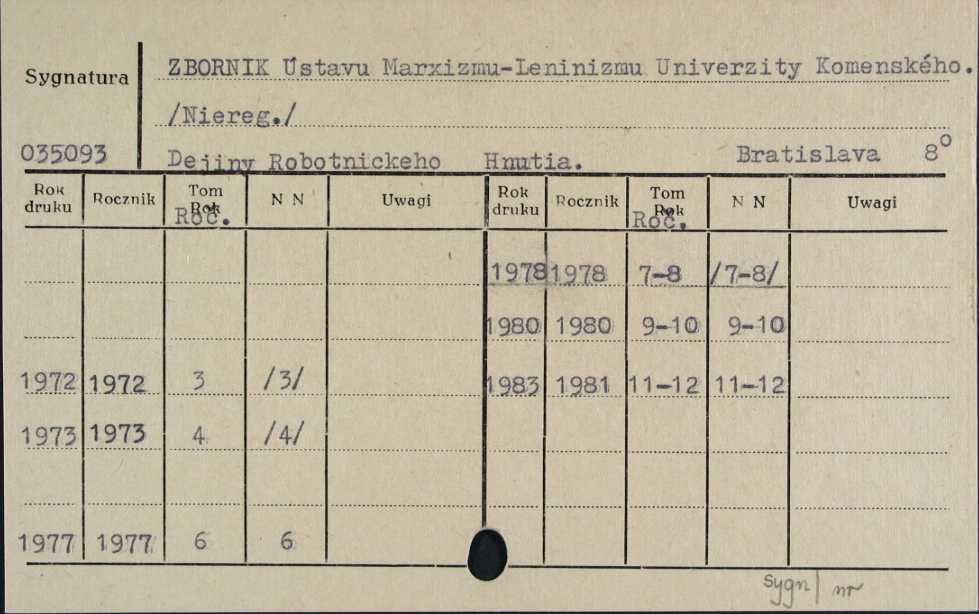 Sygnatura
ZBORNIK Ústavu Marxizmu-Leninizmu Univerzity Komenského.
/Niereg./
035093 Dejiny Robotnickeho Hnutia. Bratislava 8o
Rok druku Rocznik Tom Rok Roč. N N Uwagi Rok druku Rocznik Tom Rok Roč. N N Uwagi
1978 1978 7-8 /7-8/
1980 1980 9-10 9-10
1972 1972 3 /3/ 1983 1981 11-12 11-12
1973 1973 4 /4/
1977 1977 6 6
sygn/ nr